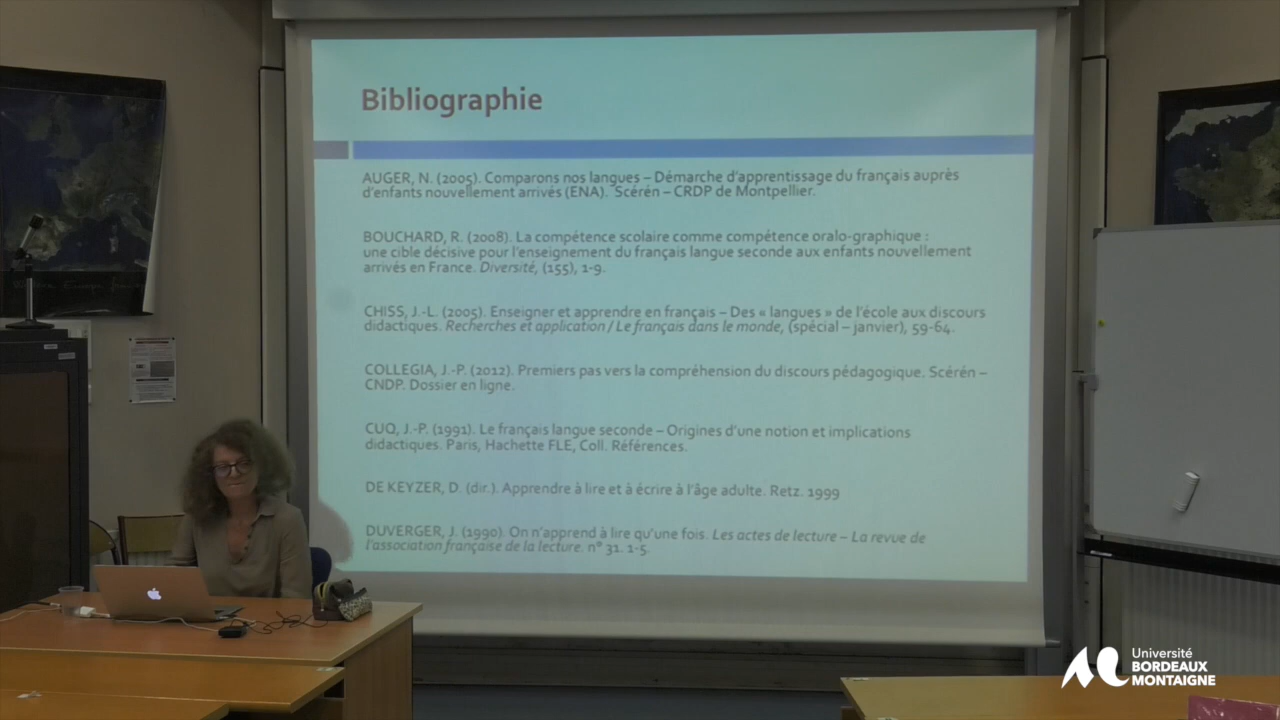 Bibliographie
AUGER, N. (2005). Comparons nos langues – Démarche d'apprentissage du français auprès
d'enfants nouvellement arrivés (ENA). Scérén – CRDP de Montpellier.
BOUCHARD, R. (2008). La compétence scolaire comme compétence oralo-graphique :
une cible décisive pour l'enseignement du français langue seconde aux enfants nouvellement
arrivés en France. Diversité, (155), 1-9.
CHISS, J.-L. (2005). Enseigner et apprendre en français – Des « langues » de l'école aux discours
didactiques. Recherches et application / Le français dans le monde, (spécial – janvier), 59-64.
COLLEGIA, J.-P. (2012). Premiers pas vers la compréhension du discours pédagogique. Scérén –
CNDP. Dossier en ligne.
CUQ, J.-P. (1991). Le français langue seconde – Origines d'une notion et implications
didactiques. Paris, Hachette FLE, Coll. Références.
DE KEYZER, D. (dir.). Apprendre à lire et à écrire à l'âge adulte. Retz. 1999
DUVERGER, J. (1990). On n'apprend à lire qu'une fois. Les actes de lecture – La revue de
l'association française de la lecture. n° 31. 1-5.
Université
BORDEAUX
MONTAIGNE